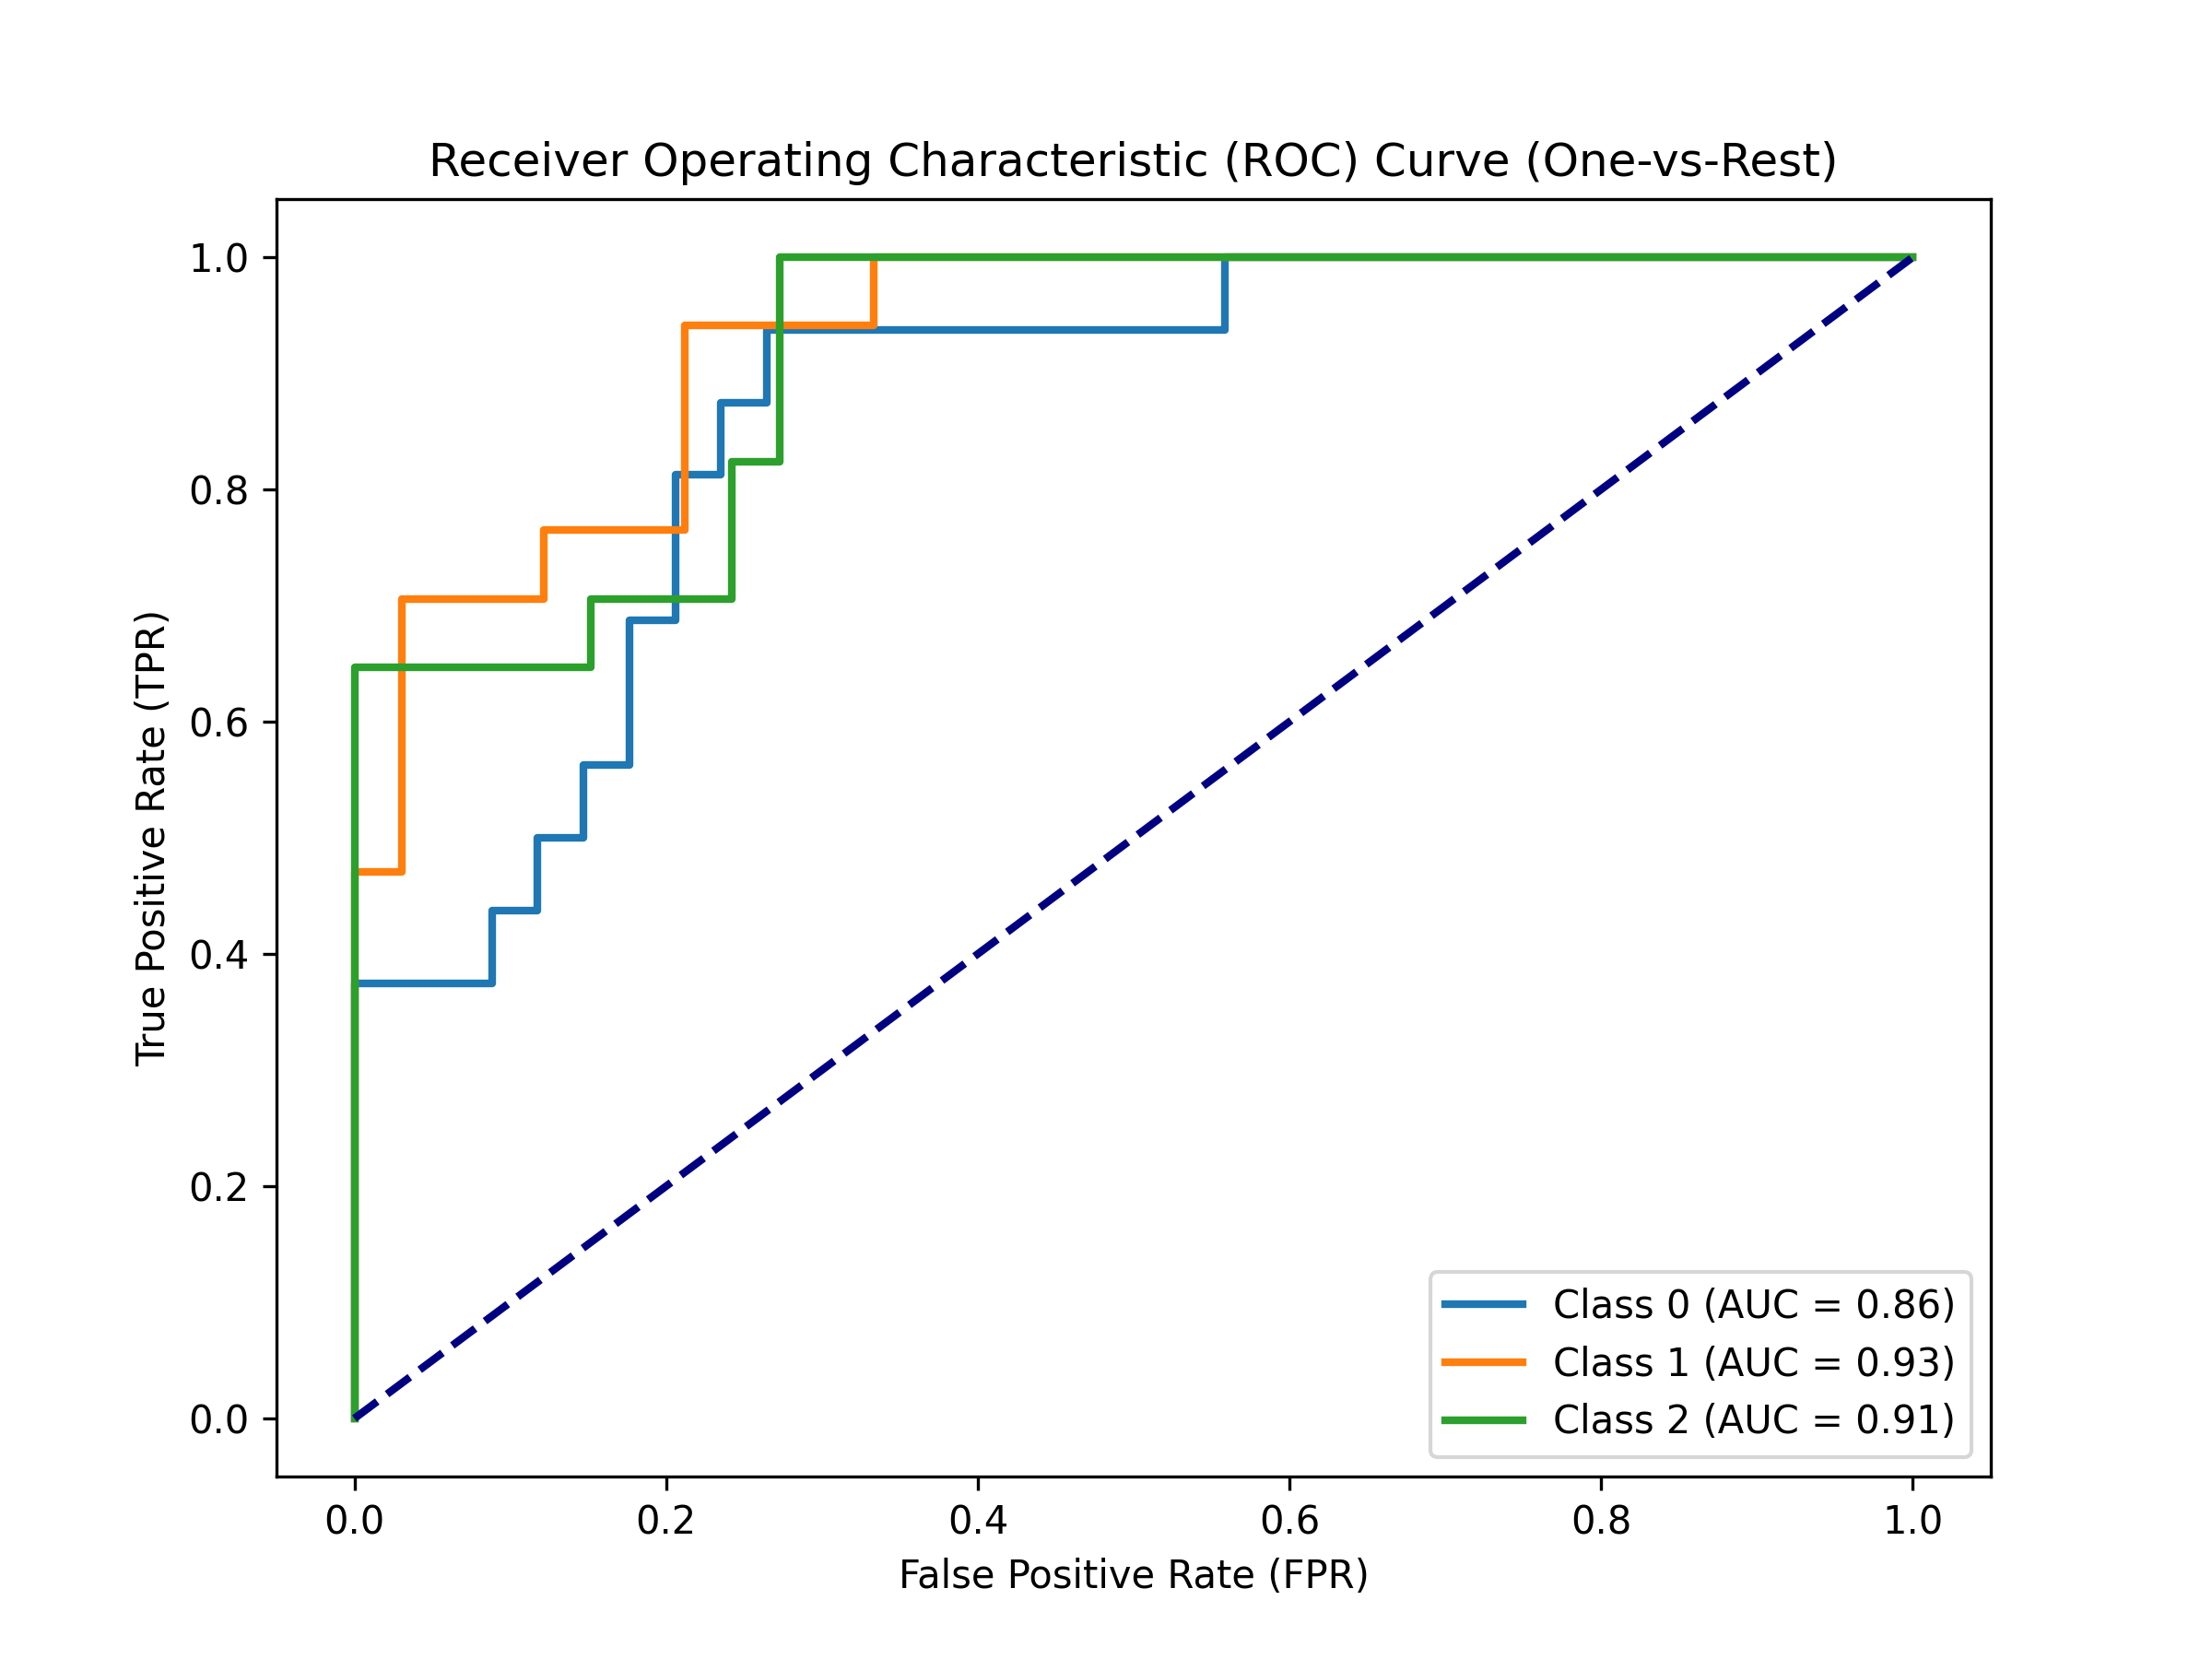 Receiver Operating Characteristic (ROC) Curve (One-vs-Rest)
True Positive Rate (TPR)
1.0
0.8
0.6
0.4
0.2
0.0
Class 0 (AUC = 0.86)
Class 1 (AUC = 0.93)
Class 2 (AUC = 0.91)
0.0 0.2 0.4 0.6 0.8 1.0
False Positive Rate (FPR)